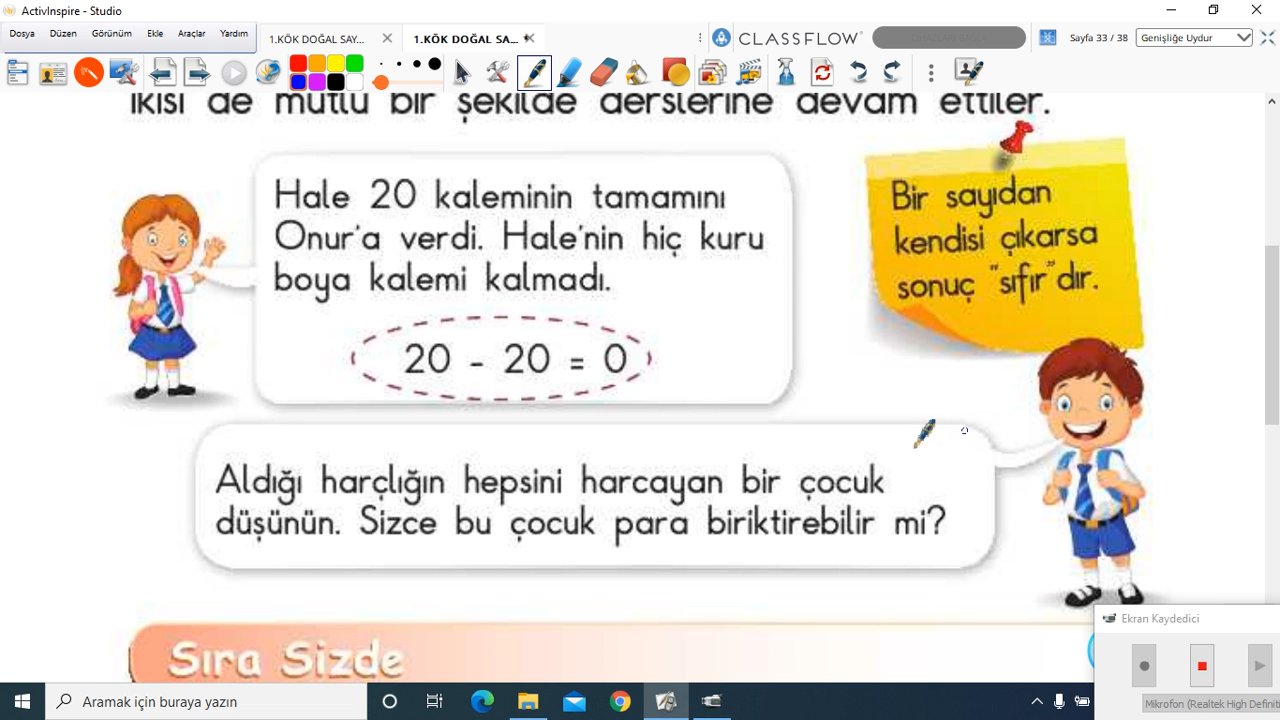 ActivInspire - Studio
Dosya Düzen Görünüm Ekle Araçlar Yardım
1.KÖK DOĞAL SAY...
1.KÖK DOĞAL SA...
CLASSFLOW
Sayfa 33 / 38
Genişliğe Uydur
ikisi de mutlu bir şekilde derslerine devam ettiler.
Hale 20 kaleminin tamamını
Onur'a verdi. Hale'nin hiç kuru
boya kalemi kalmadı.
20 - 20 = 0
Bir sayıdan
kendisi çıkarsa
sonuç "sıfır"dır.
Aldığı harçlığın hepsini harcayan bir çocuk
düşünün. Sizce bu çocuk para biriktirebilir mi?
Sıra Sizde
Ekran Kaydedici
Mikrofon (Realtek High Definit
Aramak için buraya yazın